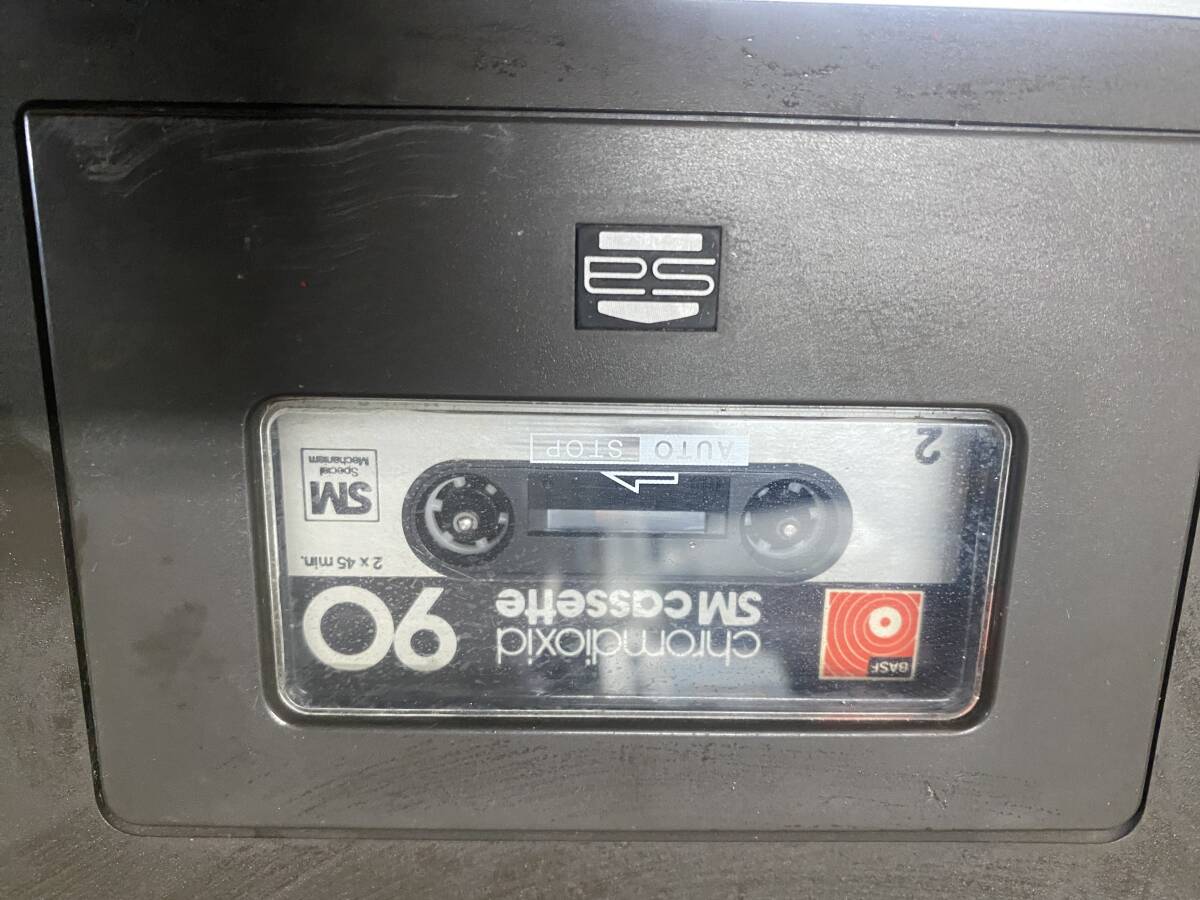 BASF
chromdioxid
SM cassette
90
2 x 45 min.
SM
Special
Mechanism
AUTO STOP
2